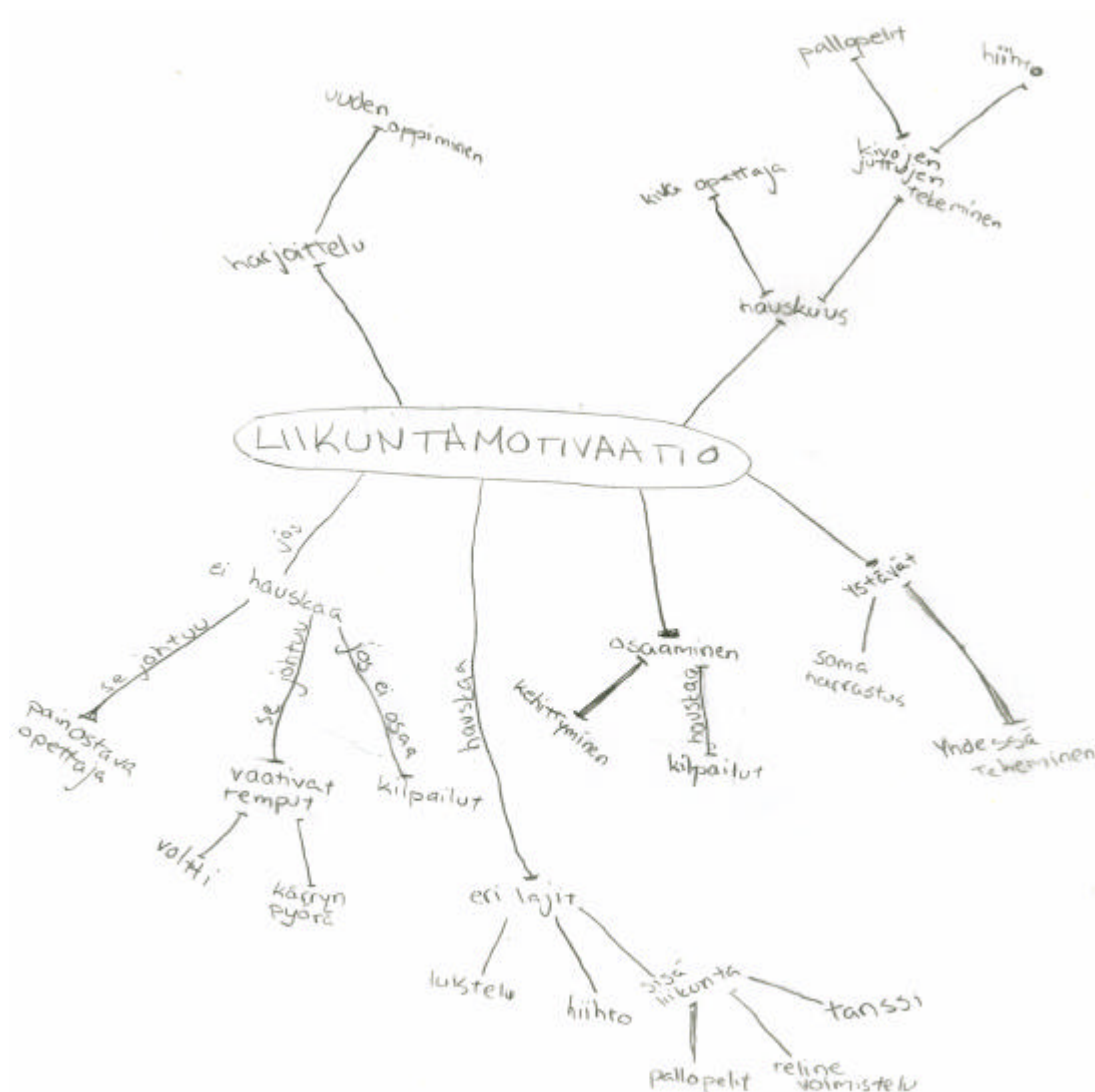 pallopelit
hiihto
uuden
oppiminen
kivojen
juttujen
tekeminen
kiva opettaja
harjoittelu
hauskuus
LIIKUNTAMOTIVAATIO
jos
ei hauskaa
se johtuu
se johtuu
jos ei osaa
hauskaa
osaaminen
ystävät
painostava
opettaja
vaativat
temput
kilpailut
kehittyminen
hauskaa
kilpailut
sama
harrastus
Yhdessä
tekeminen
voltti
kärryn
pyörä
eri lajit
luistelu
hiihto
sisä
liikunta
tanssi
pallopelit
teline
voimistelu